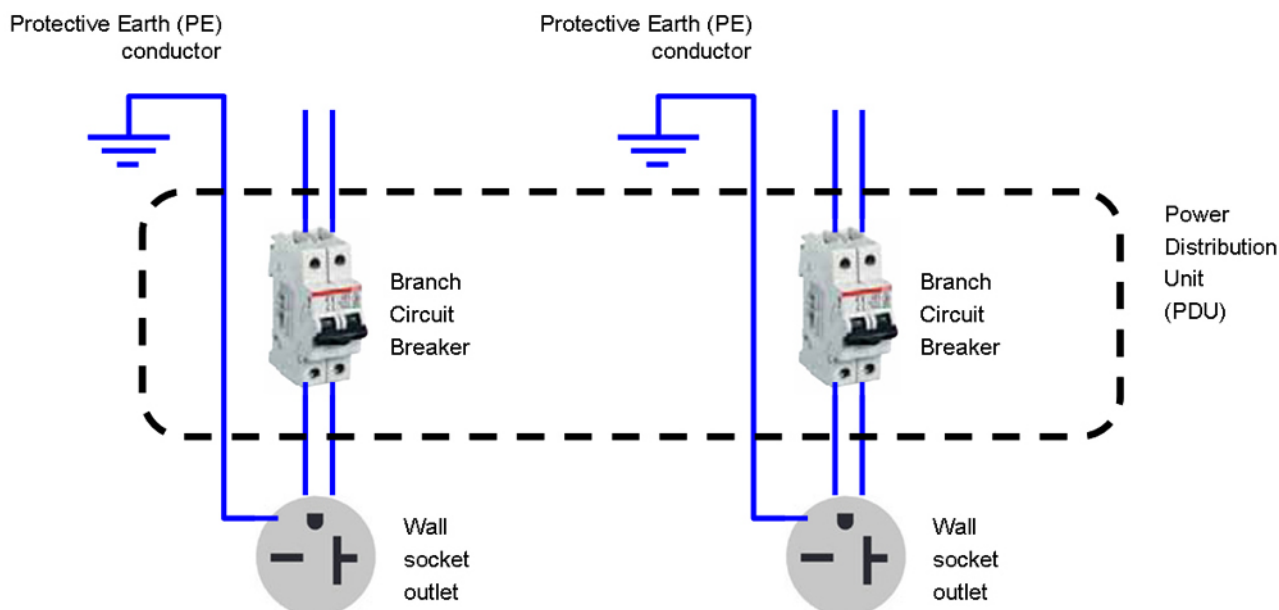 Protective Earth (PE)
conductor
Protective Earth (PE)
conductor
Branch
Circuit
Breaker
Branch
Circuit
Breaker
Power
Distribution
Unit
(PDU)
Wall
socket
outlet
Wall
socket
outlet